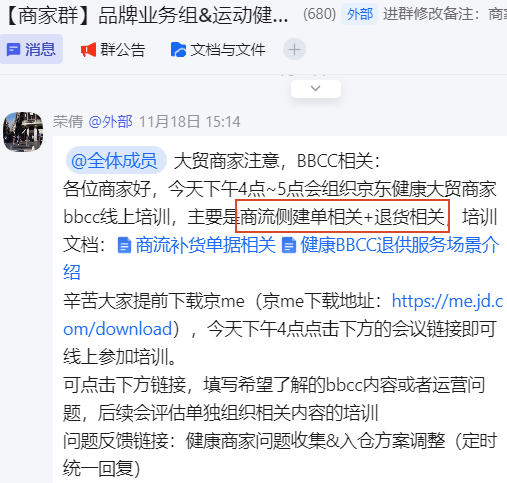 【商家群】品牌业务组&运动健... (680) 外部 进群修改备注：商
消息 群公告 文档与文件
荣倩 @外部 11月18日 15:14
@全体成员 大贸商家注意，BBCC相关：
各位商家好，今天下午4点~5点会组织京东健康大贸商家
bbcc线上培训，主要是商流侧建单相关+退货相关 培训
文档： 商流补货单据相关 健康BBCC退供服务场景介
绍
辛苦大家提前下载京me（京me下载地址：https://me.jd.c
om/download），今天下午4点点击下方的会议链接即可
线上参加培训。
可点击下方链接，填写希望了解的bbcc内容或者运营问
题，后续会评估单独组织相关内容的培训
问题反馈链接：健康商家问题收集&入仓方案调整（定时
统一回复）